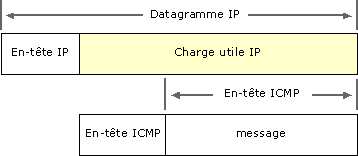 Datagramme IP
En-tête IP Charge utile IP
En-tête ICMP
En-tête ICMP message